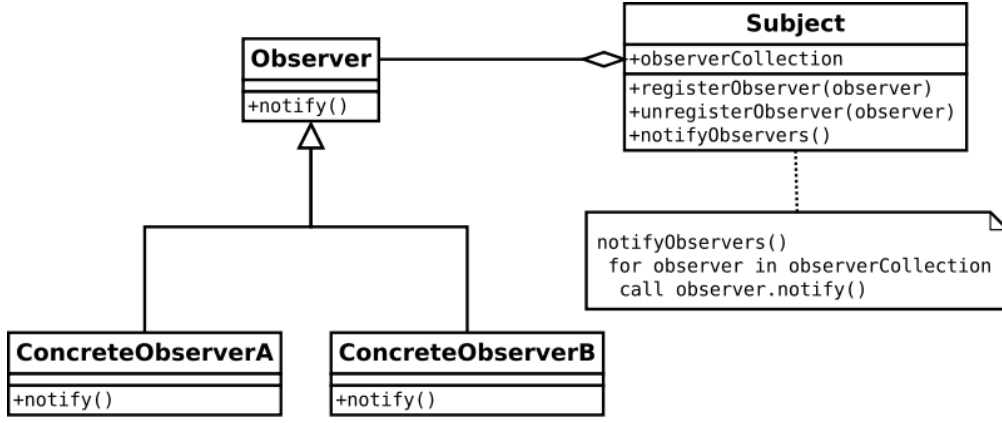 Observer
+notify()
Subject
+observerCollection
+registerObserver(observer)
+unregisterObserver(observer)
+notifyObservers()
notifyObservers()
for observer in observerCollection
call observer.notify()
ConcreteObserverA
+notify()
ConcreteObserverB
+notify()